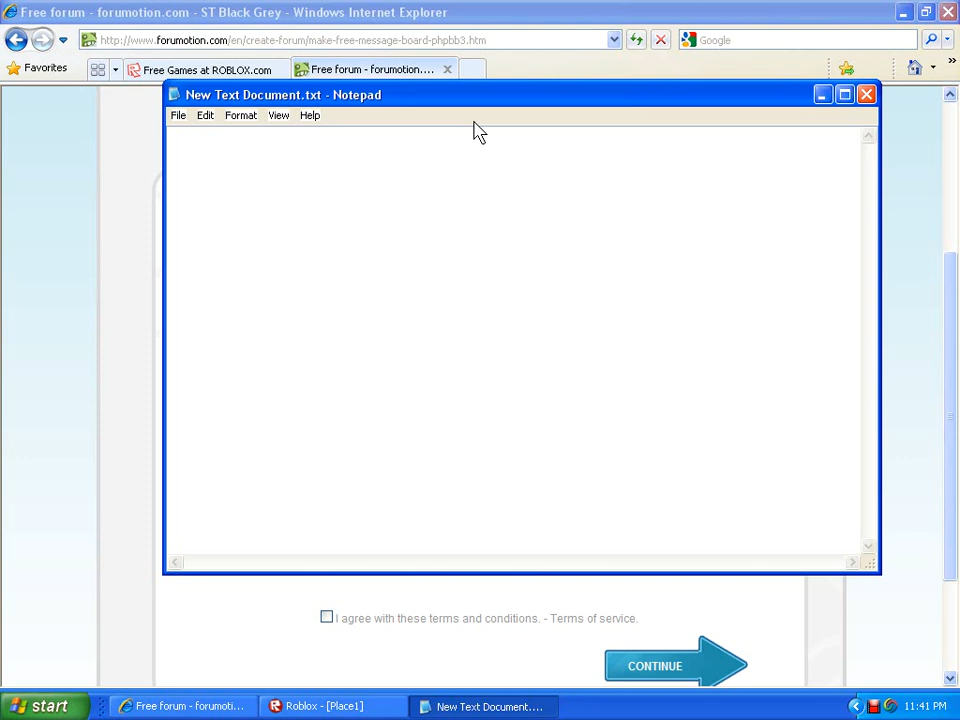 Free forum - forumotion.com - ST Black Grey - Windows Internet Explorer
http://www.forumotion.com/en/create-forum/make-free-message-board-phpbb3.htm
Google
Favorites
Free Games at ROBLOX.com
Free forum - forumotion....
New Text Document.txt - Notepad
File Edit Format View Help
I agree with these terms and conditions. - Terms of service.
CONTINUE
start
Free forum - forumoti...
Roblox - [Place1]
New Text Document....
11:41 PM